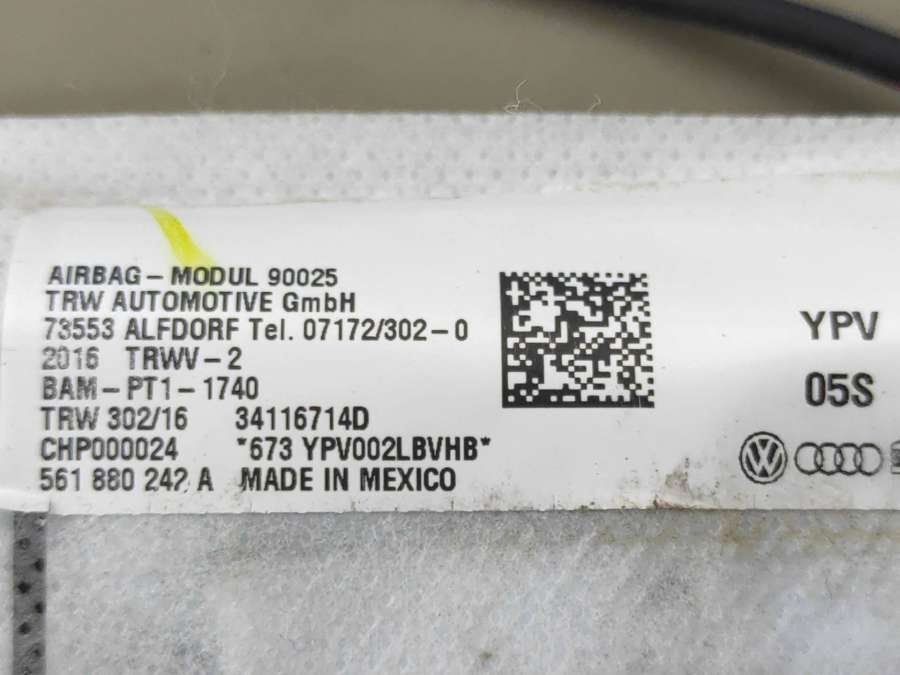 AIRBAG - MODUL 90025
TRW AUTOMOTIVE GmbH
73553 ALFDORF Tel. 07172/302-0
2016 TRWV-2
BAM-PT1-1740
TRW 302/16 34116714D
CHP000024 *673 YPV002LBVHB*
561 880 242 A MADE IN MEXICO
YPV
05S